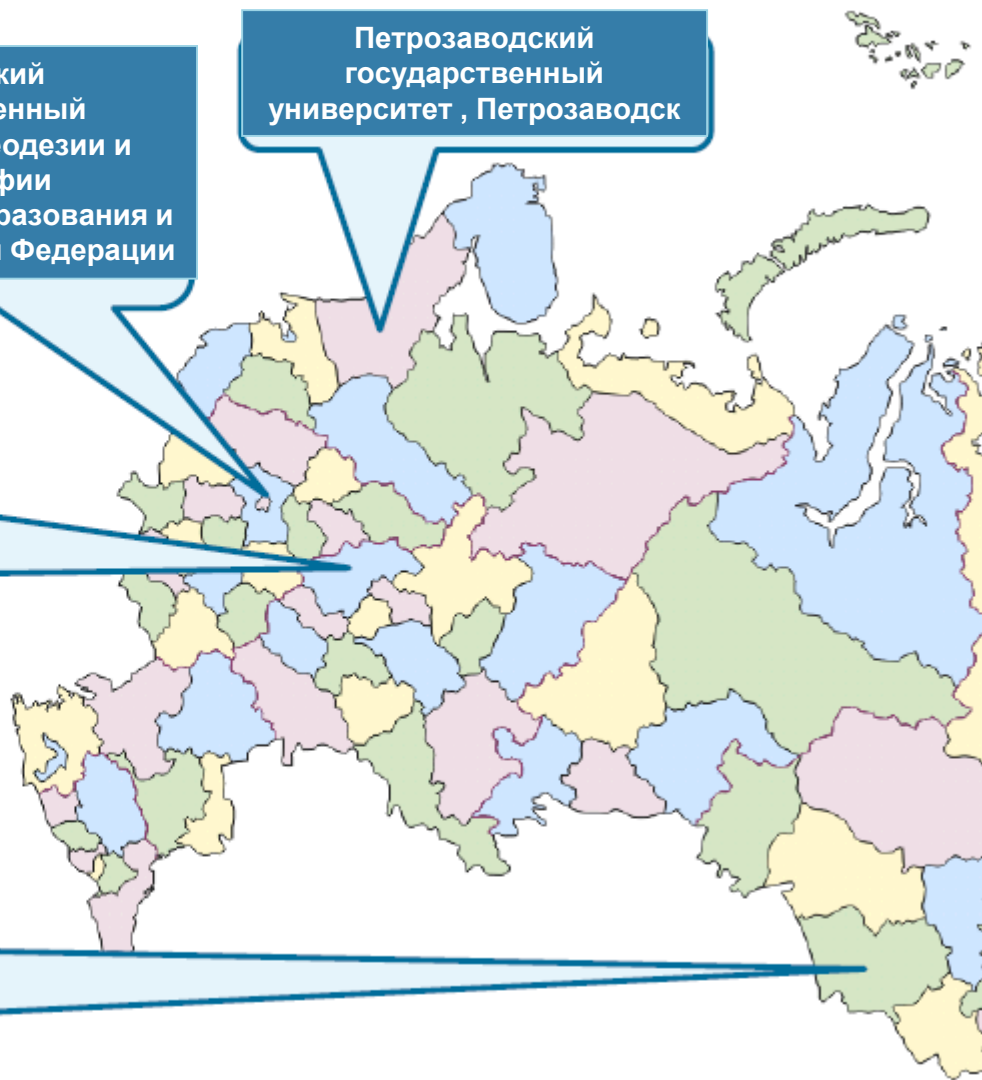 Петрозаводский
государственный
университет , Петрозаводск
кий
енный
одезии и
фии
разования и
Федерации